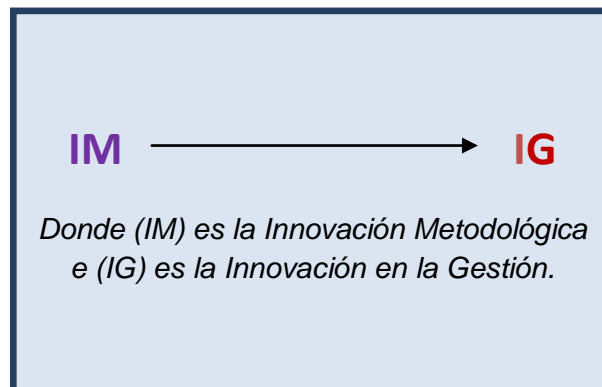 IM IG
Donde (IM) es la Innovación Metodológica
e (IG) es la Innovación en la Gestión.